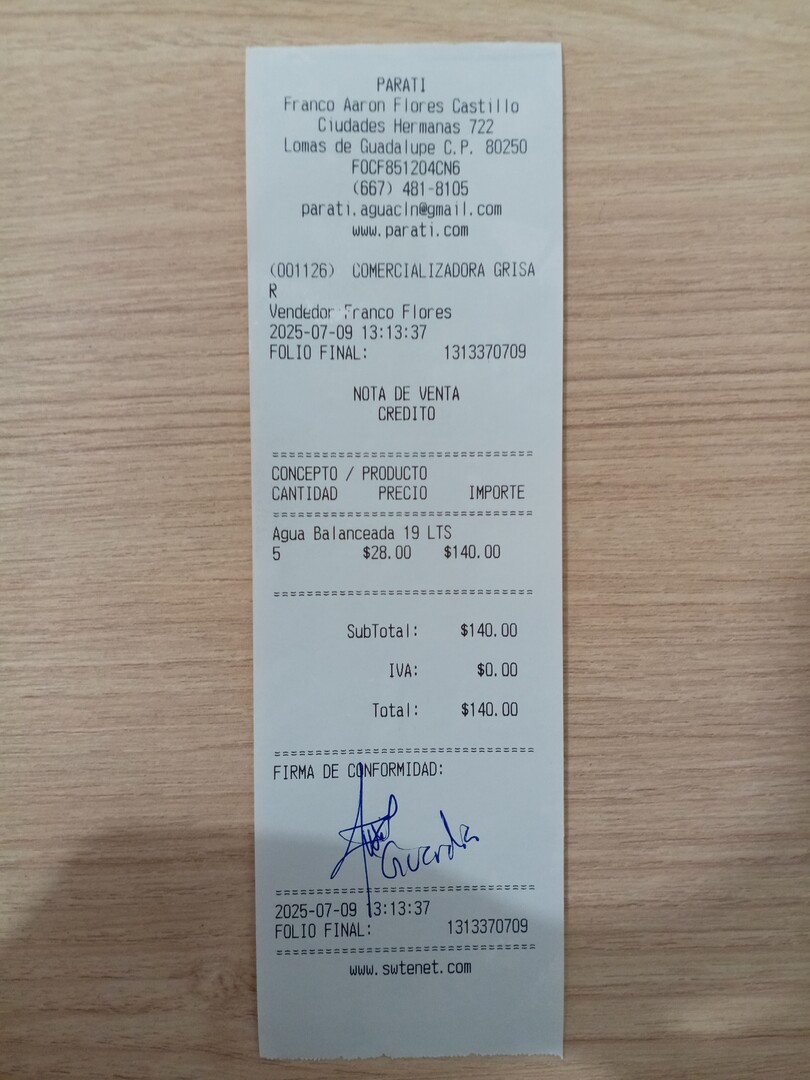 PARATI
Franco Aaron Flores Castillo
Ciudades Hermanas 722
Lomas de Guadalupe C.P. 80250
FOCF851204CN6
(667) 481-8105
parati.aguacln@gmail.com
www.parati.com
(001126) COMERCIALIZADORA GRISA
R
Vendedor Franco Flores
2025-07-09 13:13:37
FOLIO FINAL: 1313370709
NOTA DE VENTA
CREDITO
================================
CONCEPTO / PRODUCTO
CANTIDAD PRECIO IMPORTE
================================
Agua Balanceada 19 LTS
5 $28.00 $140.00
================================
SubTotal: $140.00
IVA: $0.00
Total: $140.00
================================
FIRMA DE CONFORMIDAD:
Guardia
================================
2025-07-09 13:13:37
FOLIO FINAL: 1313370709
================================
www.swtenet.com